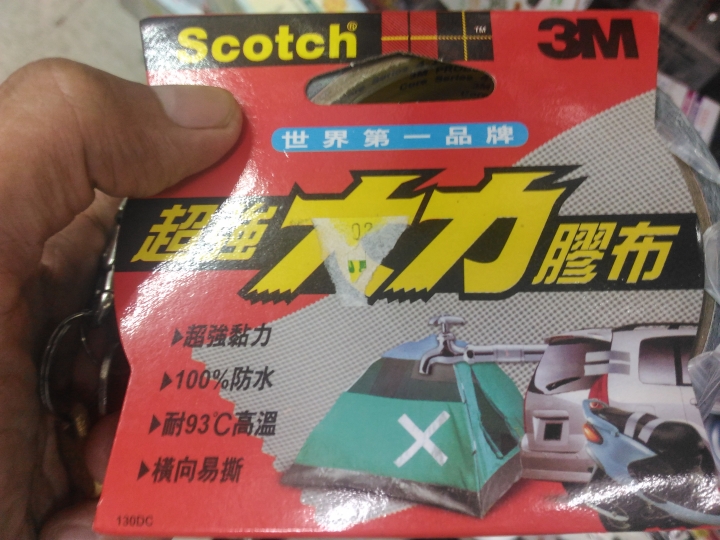 Scotch® ™ 3M
世界第一品牌
超強大力膠布
▶超強黏力
▶100%防水
▶耐93℃高溫
▶橫向易撕
130DC